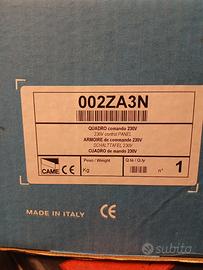 002ZA3N
QUADRO comando 230V
230V control PANEL
ARMOIRE de commande 230V
SCHALTTAFEL 230V
CUADRO de mando 230V
CAME CE
Peso / Weight
Kg
Q.tà / Q.ty
n° 1
MADE IN ITALY CE
subito